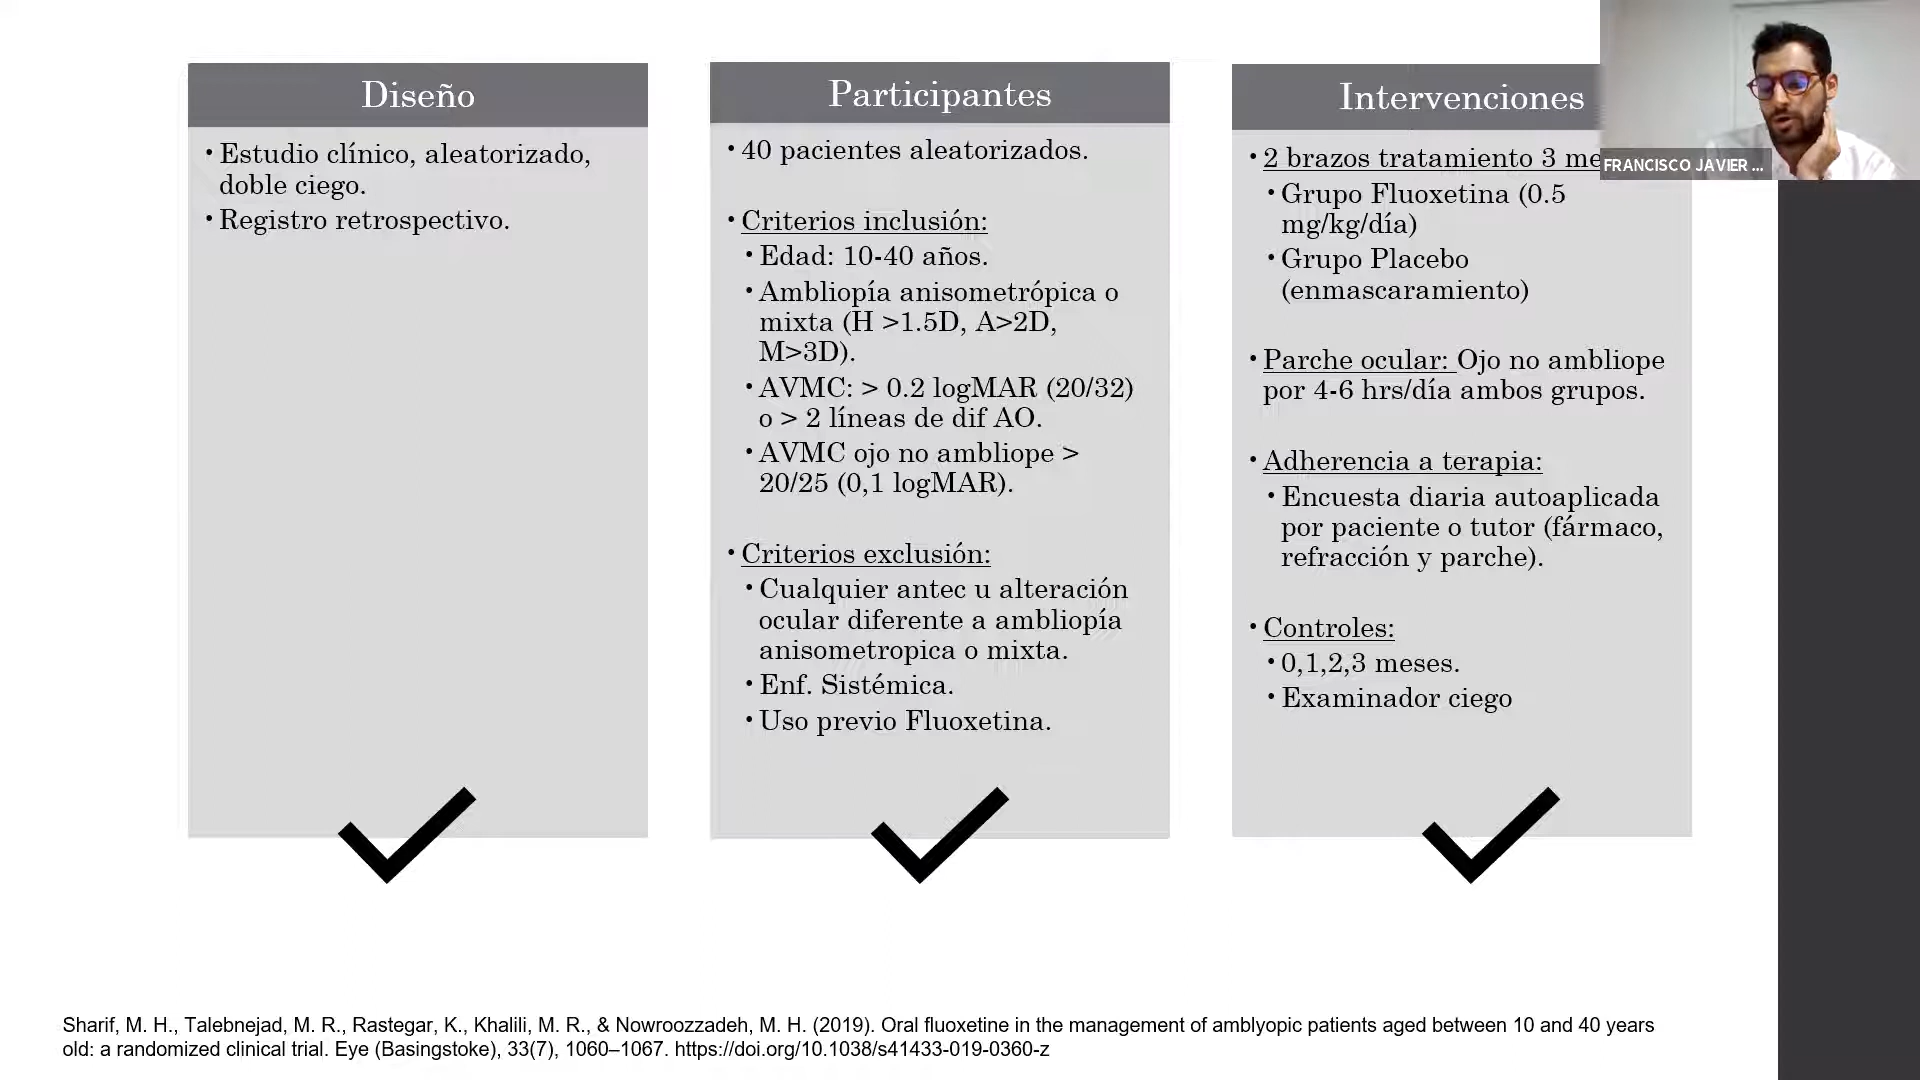 Diseño
• Estudio clínico, aleatorizado,
doble ciego.
• Registro retrospectivo.
Participantes
• 40 pacientes aleatorizados.
• Criterios inclusión:
• Edad: 10-40 años.
• Ambliopía anisometrópica o
mixta (H >1.5D, A>2D,
M>3D).
• AVMC: > 0.2 logMAR (20/32)
o > 2 líneas de dif AO.
• AVMC ojo no ambliope >
20/25 (0,1 logMAR).
• Criterios exclusión:
• Cualquier antec u alteración
ocular diferente a ambliopía
anisometropica o mixta.
• Enf. Sistémica.
• Uso previo Fluoxetina.
Intervenciones
• 2 brazos tratamiento 3 me
• Grupo Fluoxetina (0.5
mg/kg/día)
• Grupo Placebo
(enmascaramiento)
• Parche ocular: Ojo no ambliope
por 4-6 hrs/día ambos grupos.
• Adherencia a terapia:
• Encuesta diaria autoaplicada
por paciente o tutor (fármaco,
refracción y parche).
• Controles:
• 0,1,2,3 meses.
• Examinador ciego
FRANCISCO JAVIER ...
Sharif, M. H., Talebnejad, M. R., Rastegar, K., Khalili, M. R., & Nowroozzadeh, M. H. (2019). Oral fluoxetine in the management of amblyopic patients aged between 10 and 40 years
old: a randomized clinical trial. Eye (Basingstoke), 33(7), 1060–1067. https://doi.org/10.1038/s41433-019-0360-z